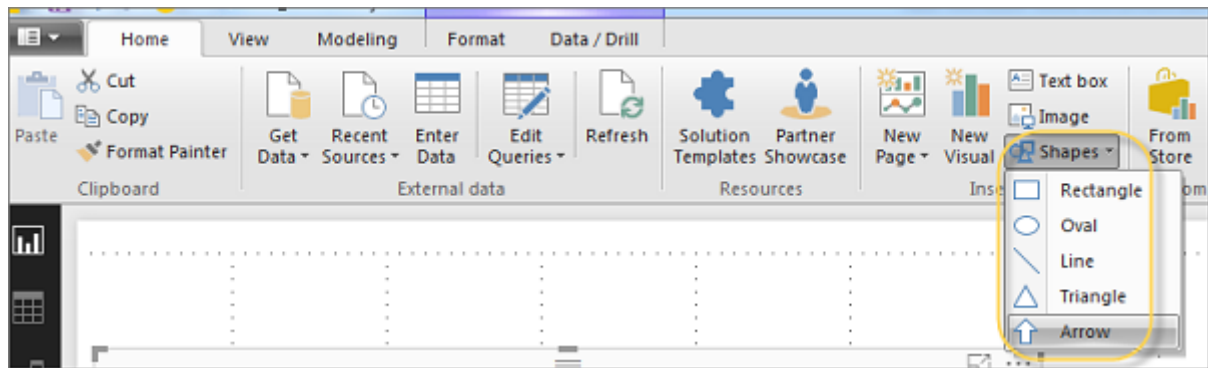 Home View Modeling Format Data / Drill
Cut
Copy
Format Painter
Paste
Clipboard
Get Data
Recent Sources
Enter Data
Edit Queries
Refresh
External data
Solution Templates
Partner Showcase
Resources
New Page
New Visual
Text box
Image
Shapes
From Store
Rectangle
Oval
Line
Triangle
Arrow